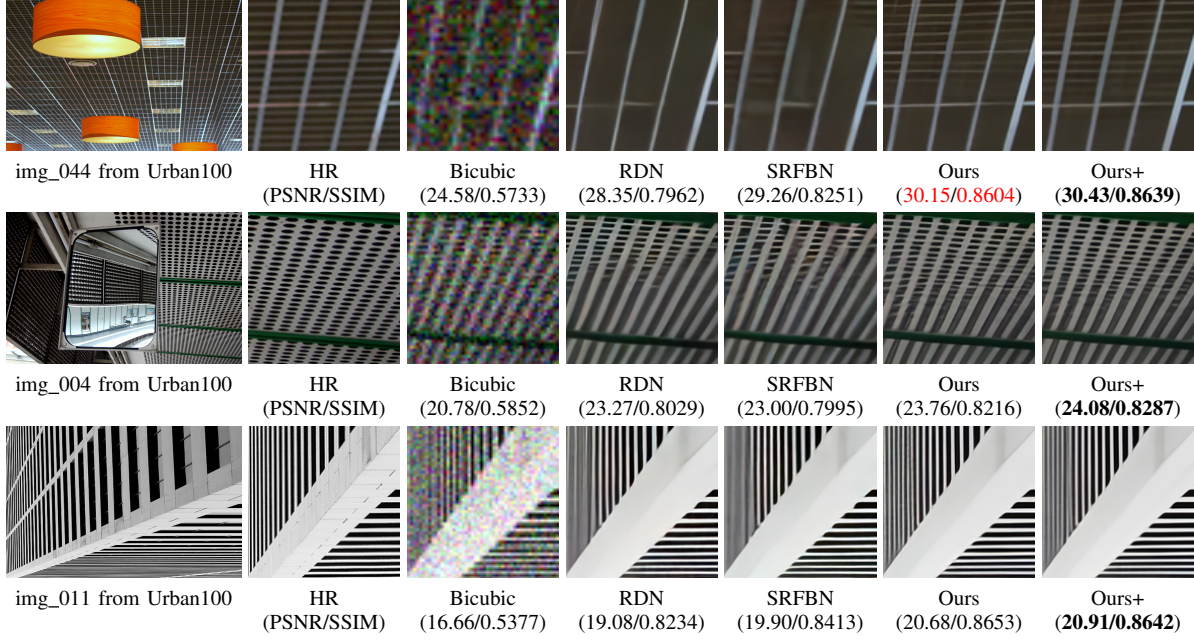 img_044 from Urban100
HR
(PSNR/SSIM)
Bicubic
(24.58/0.5733)
RDN
(28.35/0.7962)
SRFBN
(29.26/0.8251)
Ours
(30.15/0.8604)
Ours+
(30.43/0.8639)
img_004 from Urban100
HR
(PSNR/SSIM)
Bicubic
(20.78/0.5852)
RDN
(23.27/0.8029)
SRFBN
(23.00/0.7995)
Ours
(23.76/0.8216)
Ours+
(24.08/0.8287)
img_011 from Urban100
HR
(PSNR/SSIM)
Bicubic
(16.66/0.5377)
RDN
(19.08/0.8234)
SRFBN
(19.90/0.8413)
Ours
(20.68/0.8653)
Ours+
(20.91/0.8642)